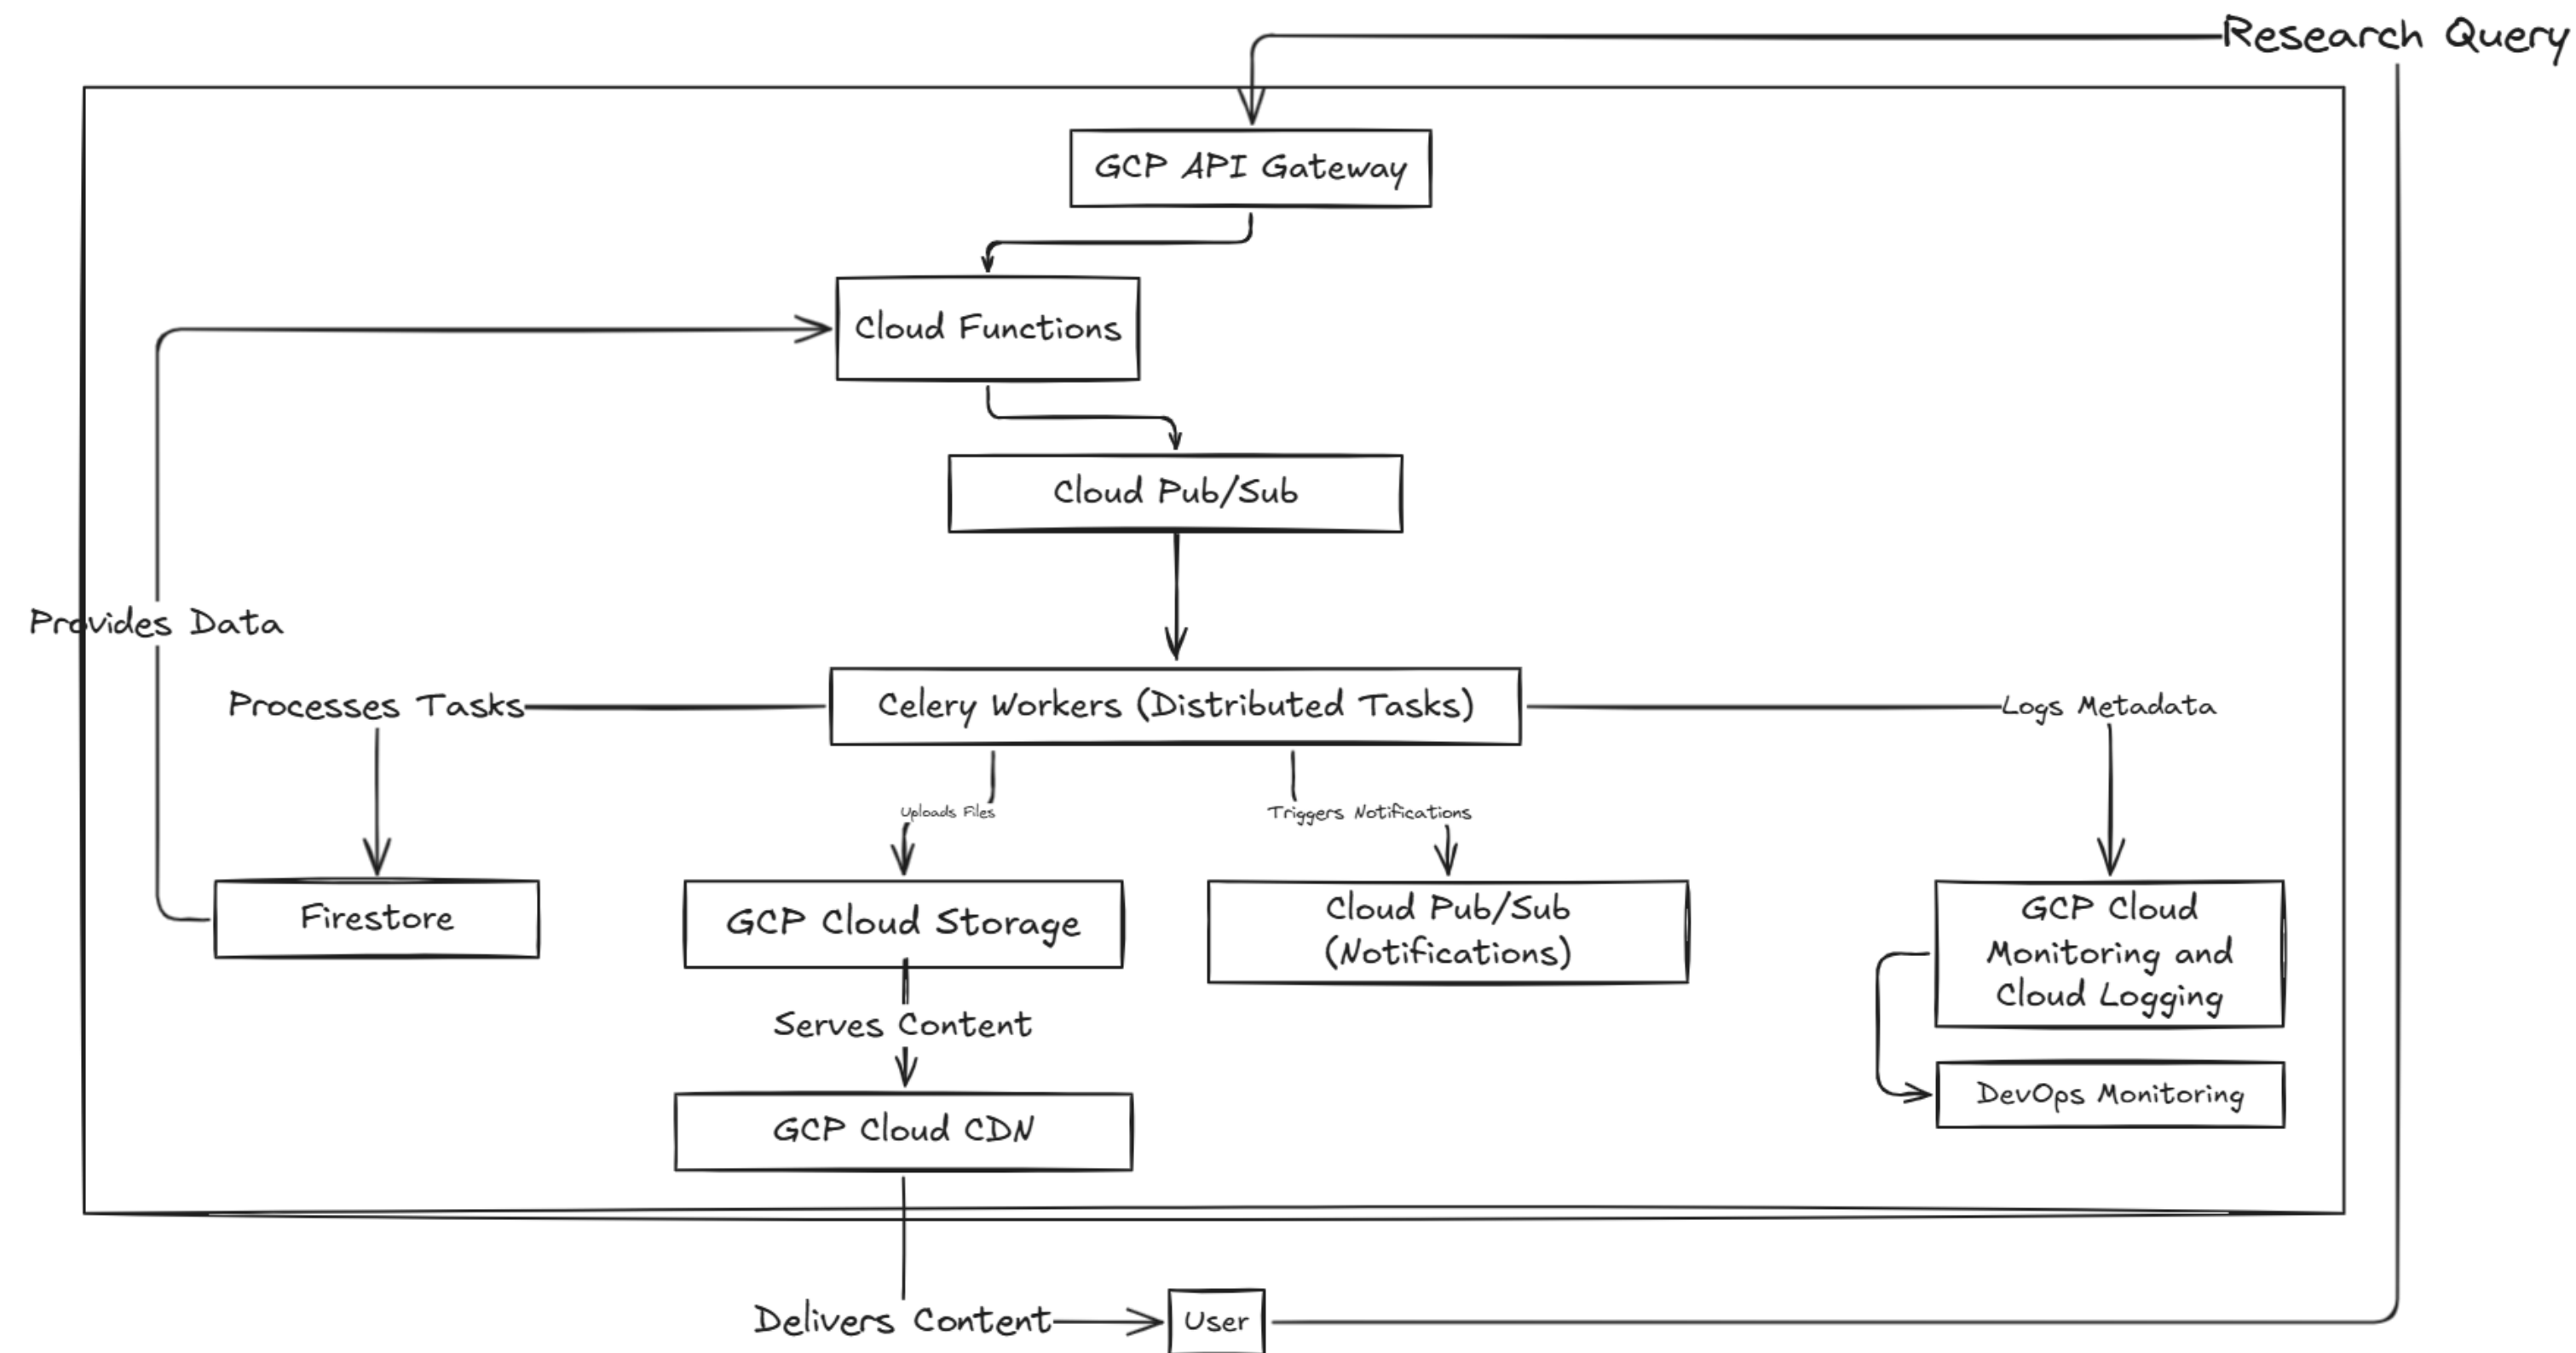 Research Query
GCP API Gateway
Cloud Functions
Cloud Pub/Sub
Provides Data
Processes Tasks
Celery Workers (Distributed Tasks)
Logs Metadata
Uploads Files
Triggers Notifications
Firestore
GCP Cloud Storage
Cloud Pub/Sub
(Notifications)
GCP Cloud
Monitoring and
Cloud Logging
Serves Content
DevOps Monitoring
GCP Cloud CDN
Delivers Content
User